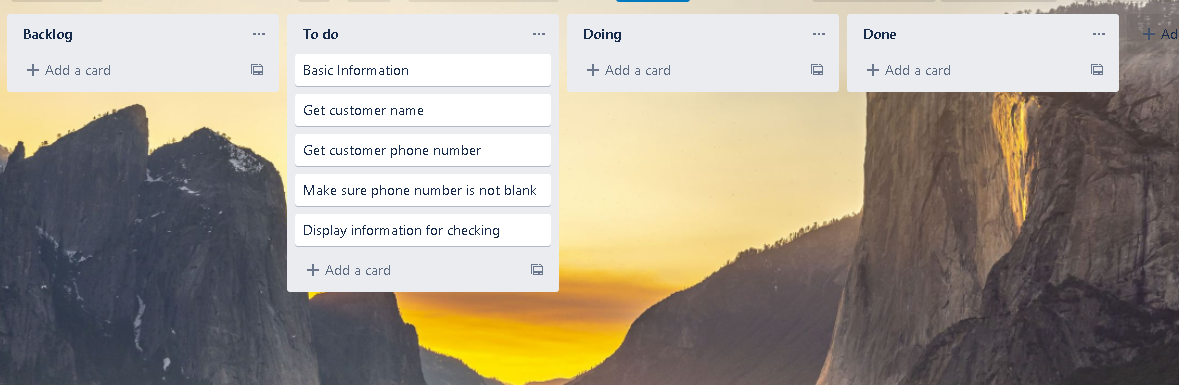 Backlog
Add a card
To do
Basic Information
Get customer name
Get customer phone number
Make sure phone number is not blank
Display information for checking
Add a card
Doing
Add a card
Done
Add a card
Ad